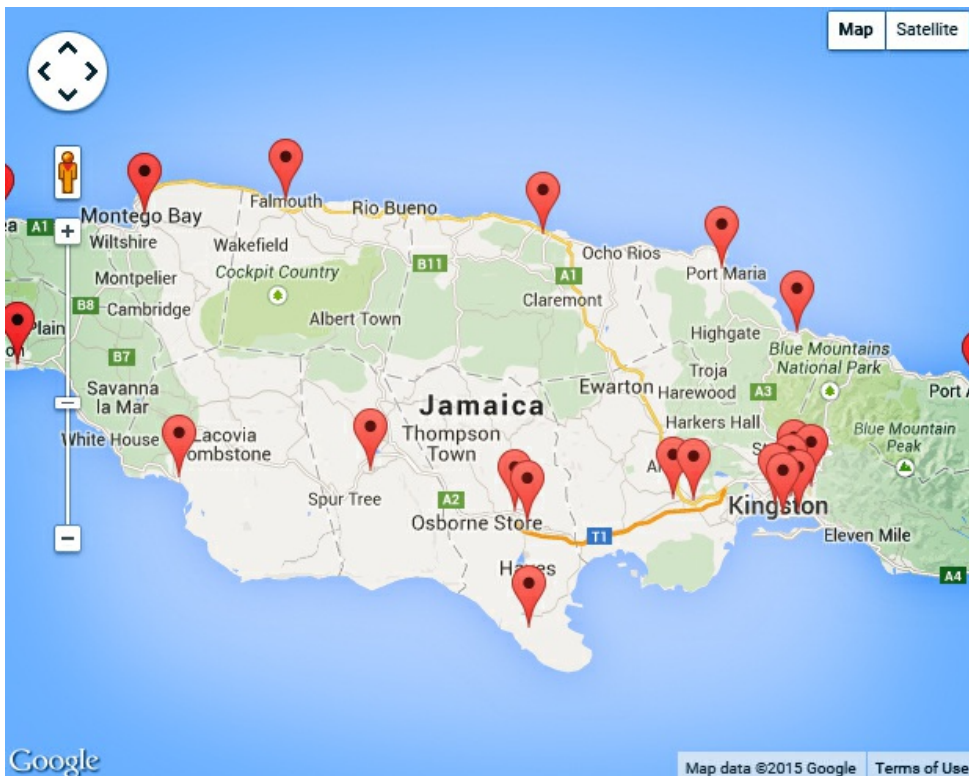 Map Satellite
Falmouth
Rio Bueno
A1
Montego Bay
Wiltshire
Wakefield
Ocho Rios
Cockpit Country
B11
A1
Port Maria
Montpelier
B8
Cambridge
Claremont
Albert Town
Plain
Highgate
B7
Blue Mountains
National Park
Troja
Ewarton
Savanna
la Mar
Harewood
A3
Port A
Jamaica
Harkers Hall
White House
Lacovia
Tombstone
Thompson
Town
Blue Mountain
Peak
Spur Tree
A2
Osborne Store
Kingston
T1
Eleven Mile
Hayes
A4
Google
Map data ©2015 Google Terms of Use